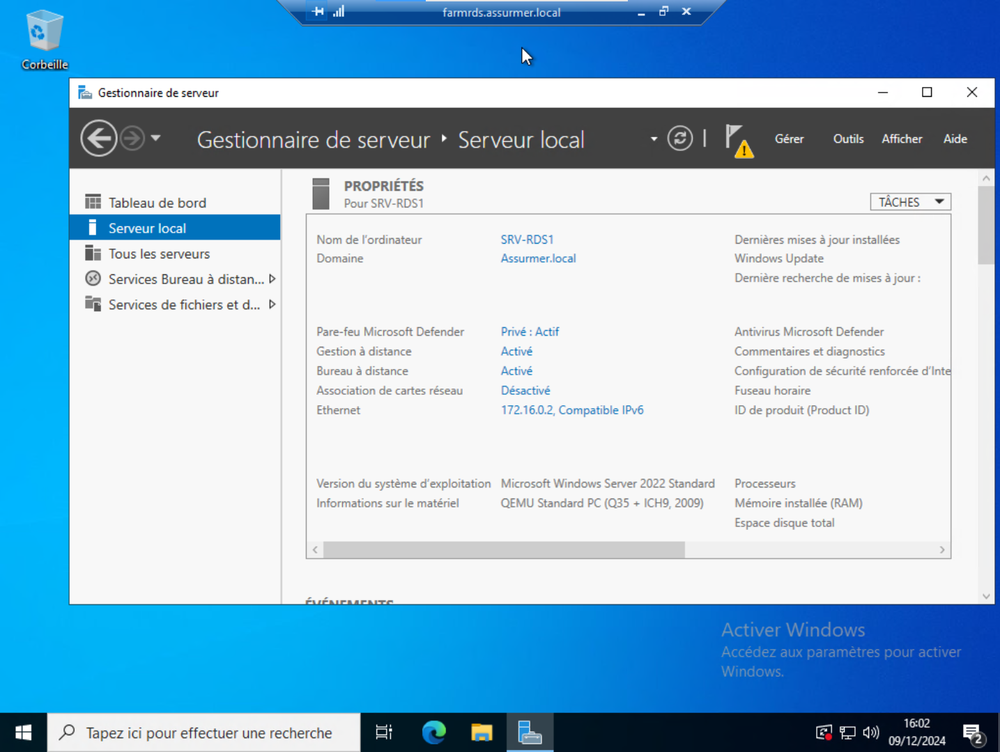 farmrds.assurmer.local
Corbeille
Gestionnaire de serveur
Gestionnaire de serveur
Serveur local
Gérer
Outils
Afficher
Aide
Tableau de bord
Serveur local
Tous les serveurs
Services Bureau à distan...
Services de fichiers et d...
PROPRIÉTÉS
Pour SRV-RDS1
TÂCHES
Nom de l'ordinateur
SRV-RDS1
Dernières mises à jour installées
Domaine
Assurmer.local
Windows Update
Dernière recherche de mises à jour :
Pare-feu Microsoft Defender
Privé : Actif
Antivirus Microsoft Defender
Gestion à distance
Activé
Commentaires et diagnostics
Bureau à distance
Activé
Configuration de sécurité renforcée d'Inte
Association de cartes réseau
Désactivé
Fuseau horaire
Ethernet
172.16.0.2, Compatible IPv6
ID de produit (Product ID)
Version du système d'exploitation
Microsoft Windows Server 2022 Standard
Processeurs
Informations sur le matériel
QEMU Standard PC (Q35 + ICH9, 2009)
Mémoire installée (RAM)
Espace disque total
ÉVÉNEMENTS
Activer Windows
Accédez aux paramètres pour activer
Windows.
Tapez ici pour effectuer une recherche
16:02
09/12/2024
2